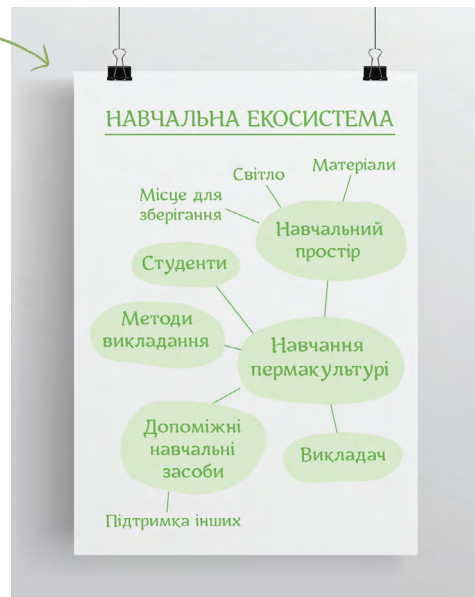 НАВЧАЛЬНА ЕКОСИСТЕМА
Світло
Матеріали
Місце для
зберігання
Навчальний
простір
Студенти
Методи
викладання
Навчання
пермакультурі
Допоміжні
навчальні
засоби
Викладач
Підтримка інших